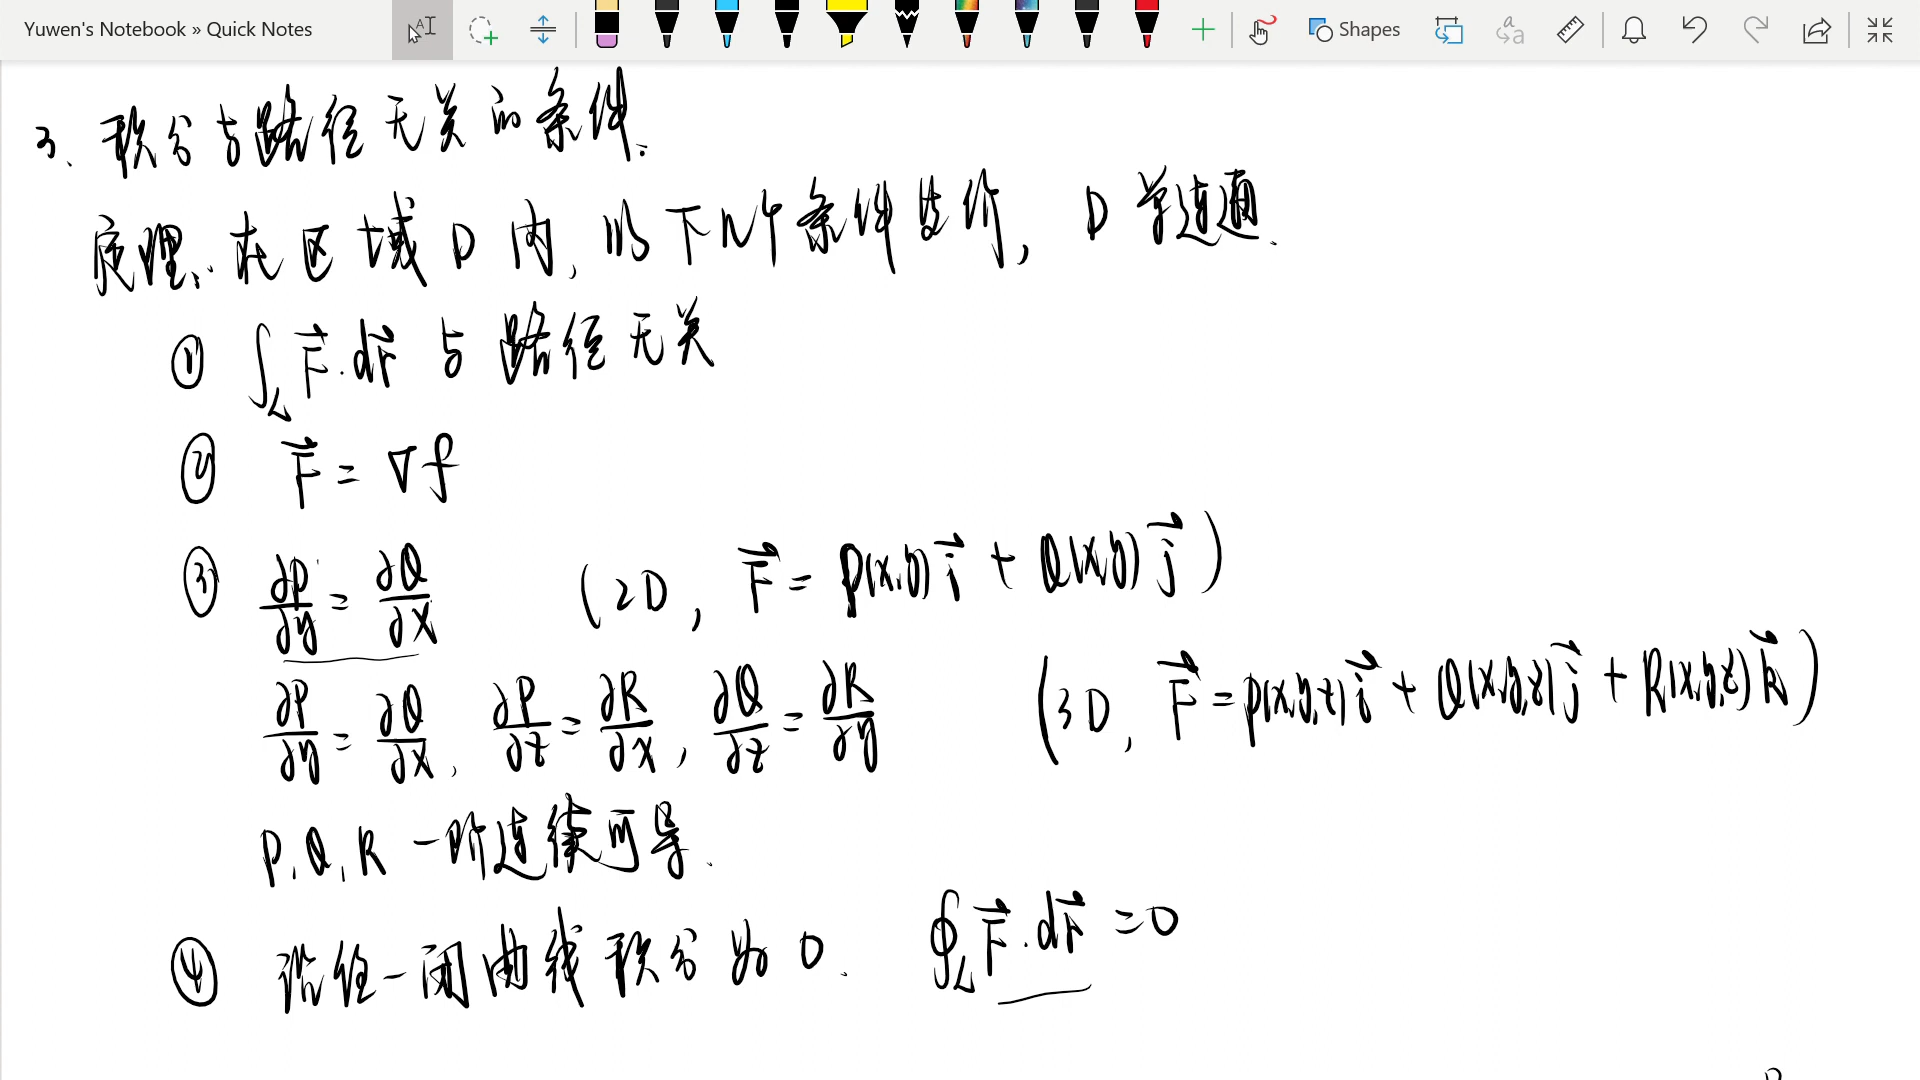 Yuwen's Notebook » Quick Notes Shapes
3、积分与路径无关的条件.
定理:在区域D内,以下N个条件等价,D单连通.
① ∫_L F⃗·dr⃗ 与路径无关
② F⃗ = ∇f
③ ∂P/∂y = ∂Q/∂x (2D, F⃗ = P(x,y) i⃗ + Q(x,y) j⃗)
∂P/∂y = ∂Q/∂x, ∂P/∂z = ∂R/∂x, ∂Q/∂z = ∂R/∂y (3D, F⃗ = P(x,y,z) i⃗ + Q(x,y,z) j⃗ + R(x,y,z) k⃗)
P,Q,R一阶连续可导.
④ 沿任一闭曲线积分为0. ∮_L F⃗·dr⃗ = 0